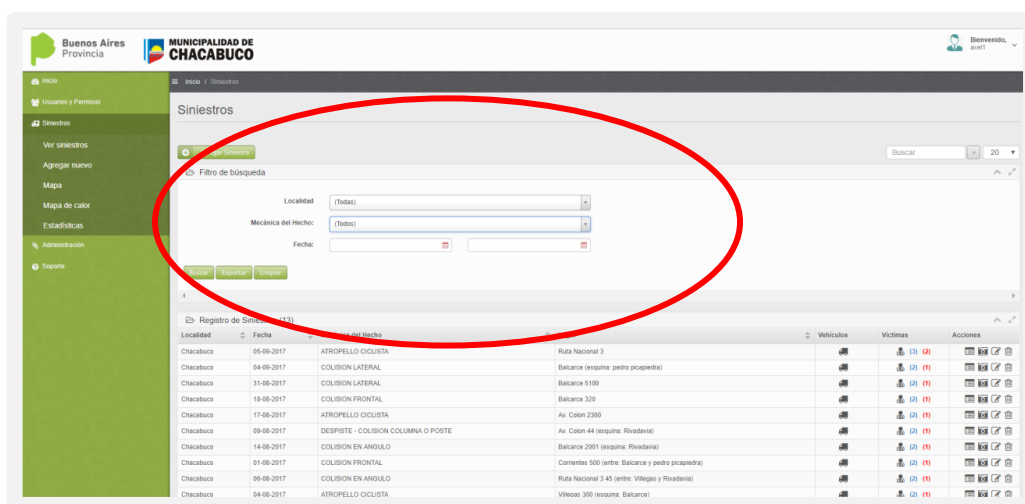 Buenos Aires
Provincia
MUNICIPALIDAD DE
CHACABUCO
Bienvenido,
axel1
Inicio
Usuarios y Permisos
Siniestros
Ver siniestros
Agregar nuevo
Mapa
Mapa de calor
Estadísticas
Administración
Soporte
Inicio / Siniestros
Siniestros
Siniestro
Buscar
20
Filtro de búsqueda
Localidad (Todas)
Mecánica del Hecho: (Todos)
Fecha:
Buscar Exportar Limpiar
Registro de Siniestros (13)
Localidad Fecha del Hecho Vehículos Víctimas Acciones
Chacabuco 05-09-2017 ATROPELLO CICLISTA Ruta Nacional 3 (3) (2)
Chacabuco 04-09-2017 COLISION LATERAL Balcarce (esquina: pedro picapiedra) (2) (1)
Chacabuco 31-08-2017 COLISION LATERAL Balcarce 5100 (2) (1)
Chacabuco 18-08-2017 COLISION FRONTAL Balcarce 320 (2) (1)
Chacabuco 17-08-2017 ATROPELLO CICLISTA Av. Colon 2300 (2) (1)
Chacabuco 09-08-2017 DESPISTE - COLISION COLUMNA O POSTE Av. Colon 44 (esquina: Rivadavia) (2) (1)
Chacabuco 14-08-2017 COLISION EN ANGULO Balcarce 2001 (esquina: Rivadavia) (2) (1)
Chacabuco 01-08-2017 COLISION FRONTAL Corrientes 500 (entre: Balcarce y pedro picapiedra) (2) (1)
Chacabuco 06-08-2017 COLISION EN ANGULO Ruta Nacional 3 45 (entre: Villegas y Rivadavia) (2) (1)
Chacabuco 04-08-2017 ATROPELLO CICLISTA Villegas 300 (esquina: Balcarce) (2) (1)